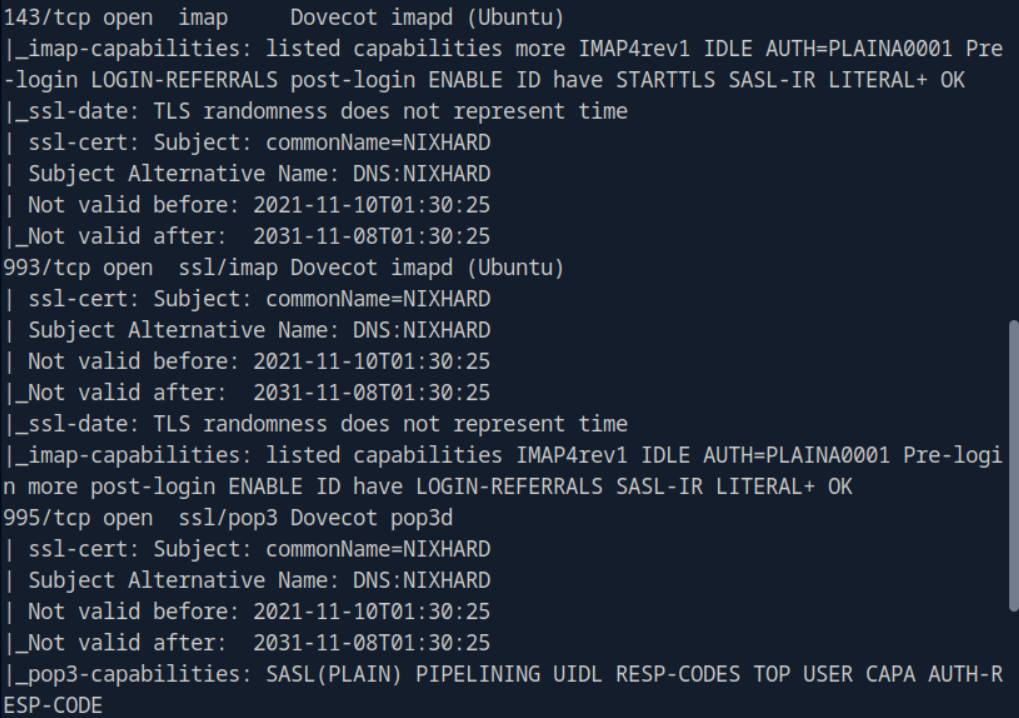 143/tcp open  imap     Dovecot imapd (Ubuntu)
|_imap-capabilities: listed capabilities more IMAP4rev1 IDLE AUTH=PLAINA0001 Pre
-login LOGIN-REFERRALS post-login ENABLE ID have STARTTLS SASL-IR LITERAL+ OK
|_ssl-date: TLS randomness does not represent time
| ssl-cert: Subject: commonName=NIXHARD
| Subject Alternative Name: DNS:NIXHARD
| Not valid before: 2021-11-10T01:30:25
|_Not valid after:  2031-11-08T01:30:25
993/tcp open  ssl/imap Dovecot imapd (Ubuntu)
| ssl-cert: Subject: commonName=NIXHARD
| Subject Alternative Name: DNS:NIXHARD
| Not valid before: 2021-11-10T01:30:25
|_Not valid after:  2031-11-08T01:30:25
|_ssl-date: TLS randomness does not represent time
|_imap-capabilities: listed capabilities IMAP4rev1 IDLE AUTH=PLAINA0001 Pre-logi
n more post-login ENABLE ID have LOGIN-REFERRALS SASL-IR LITERAL+ OK
995/tcp open  ssl/pop3 Dovecot pop3d
| ssl-cert: Subject: commonName=NIXHARD
| Subject Alternative Name: DNS:NIXHARD
| Not valid before: 2021-11-10T01:30:25
|_Not valid after:  2031-11-08T01:30:25
|_pop3-capabilities: SASL(PLAIN) PIPELINING UIDL RESP-CODES TOP USER CAPA AUTH-R
ESP-CODE